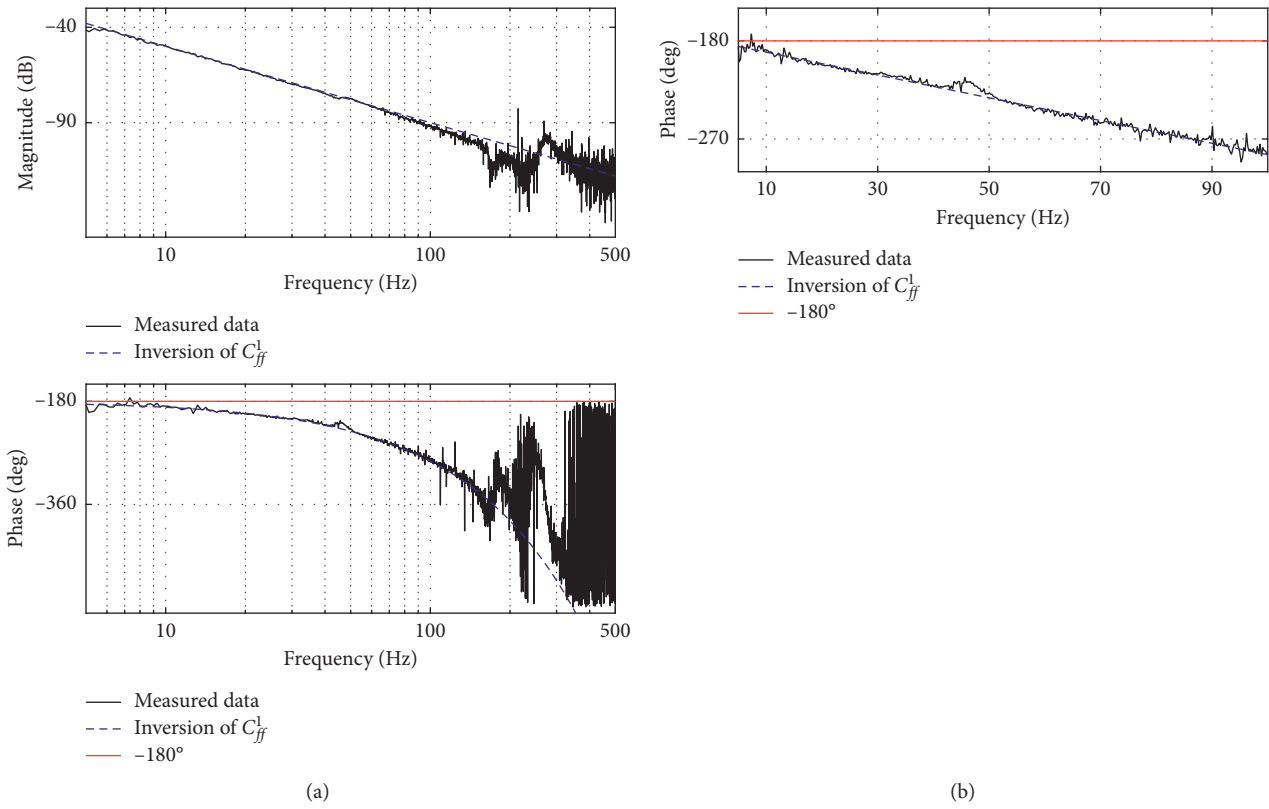 Magnitude (dB)
–40
–90
10
100
500
Frequency (Hz)
Measured data
Inversion of C¹ff
Phase (deg)
–180
–360
10
100
500
Frequency (Hz)
Measured data
Inversion of C¹ff
–180°
(a)
Phase (deg)
–180
–270
10
30
50
70
90
Frequency (Hz)
Measured data
Inversion of C¹ff
–180°
(b)